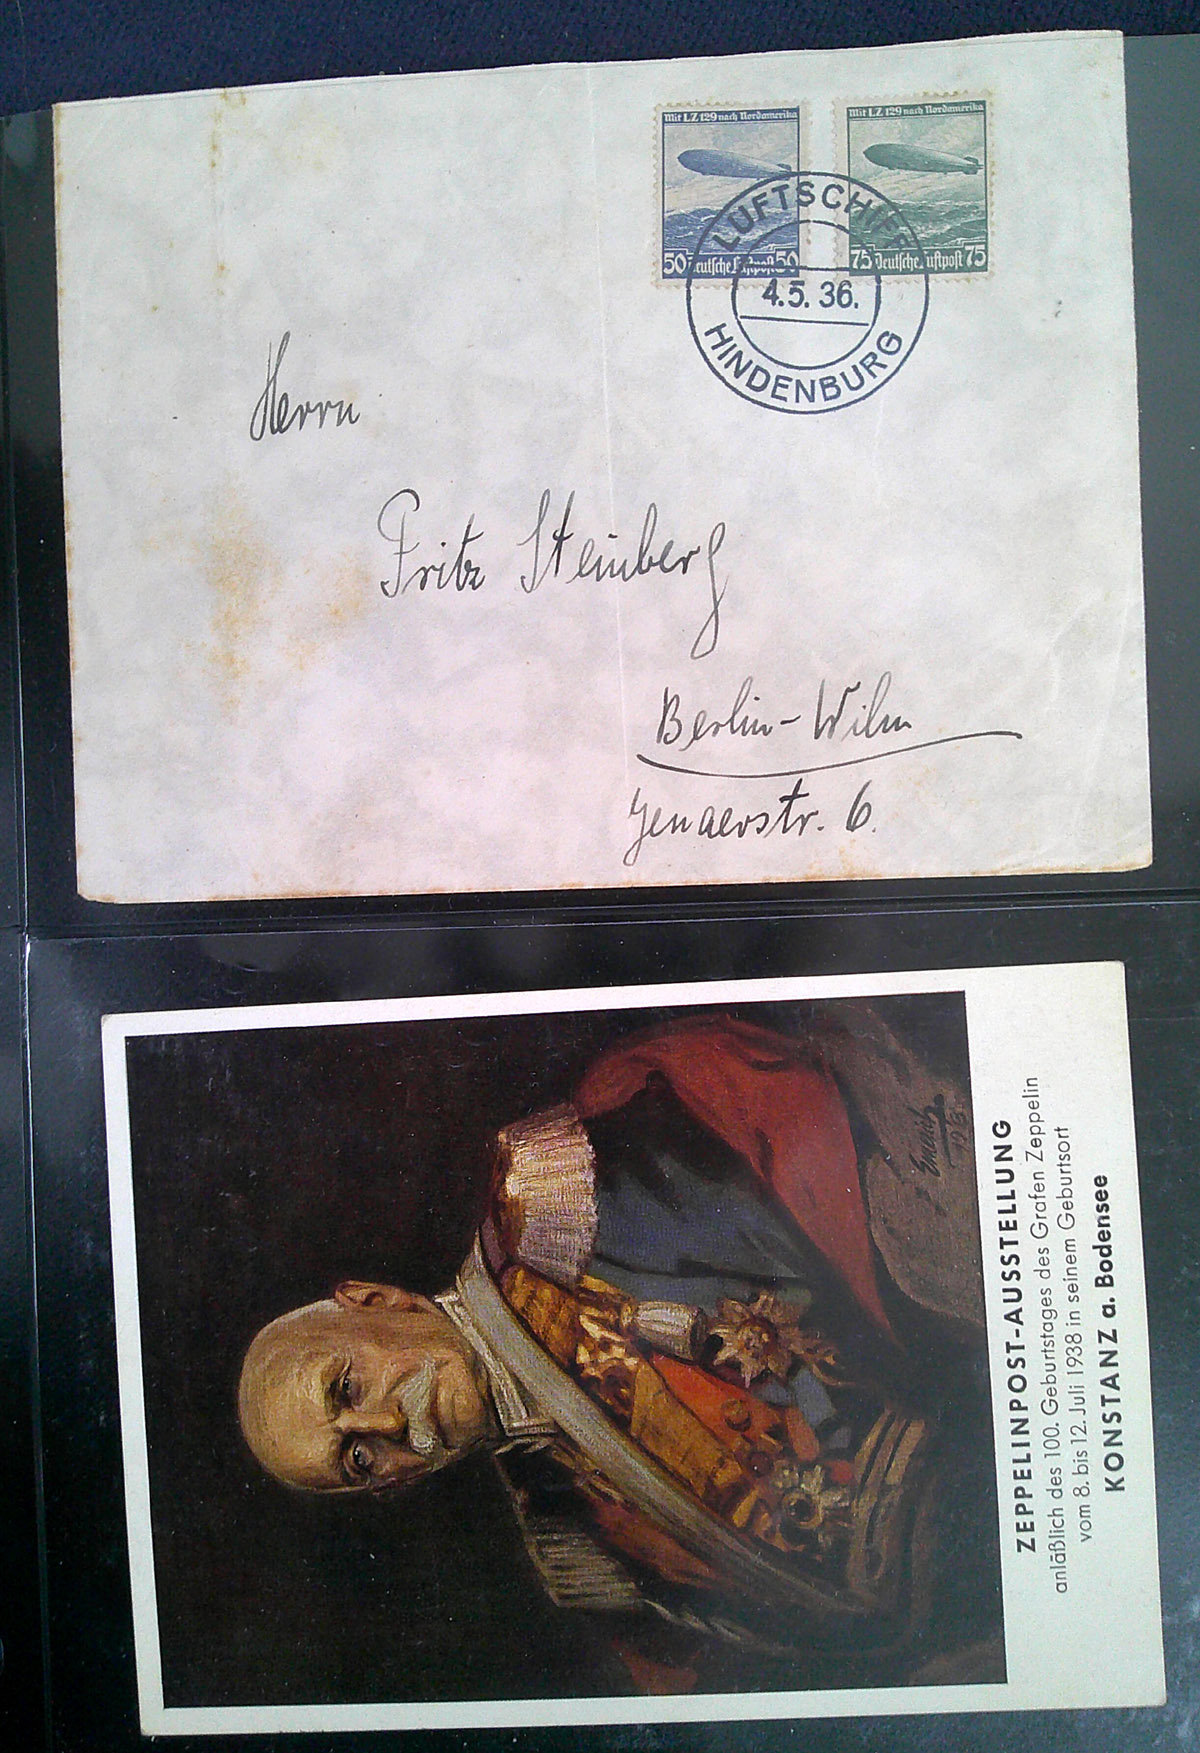 Mit LZ 129 nach Nordamerika
50 Deutsche Luftpost 50
Mit LZ 129 nach Nordamerika
75 Deutsche Luftpost 75
LUFTSCHIFF
4.5.36.
HINDENBURG
Herrn
Fritz Steinberg
Berlin-Wilm
Jenaerstr. 6.
ZEPPELINPOST-AUSSTELLUNG
anläßlich des 100. Geburtstages des Grafen Zeppelin
vom 8. bis 12. Juli 1938 in seinem Geburtsort
KONSTANZ a. Bodensee